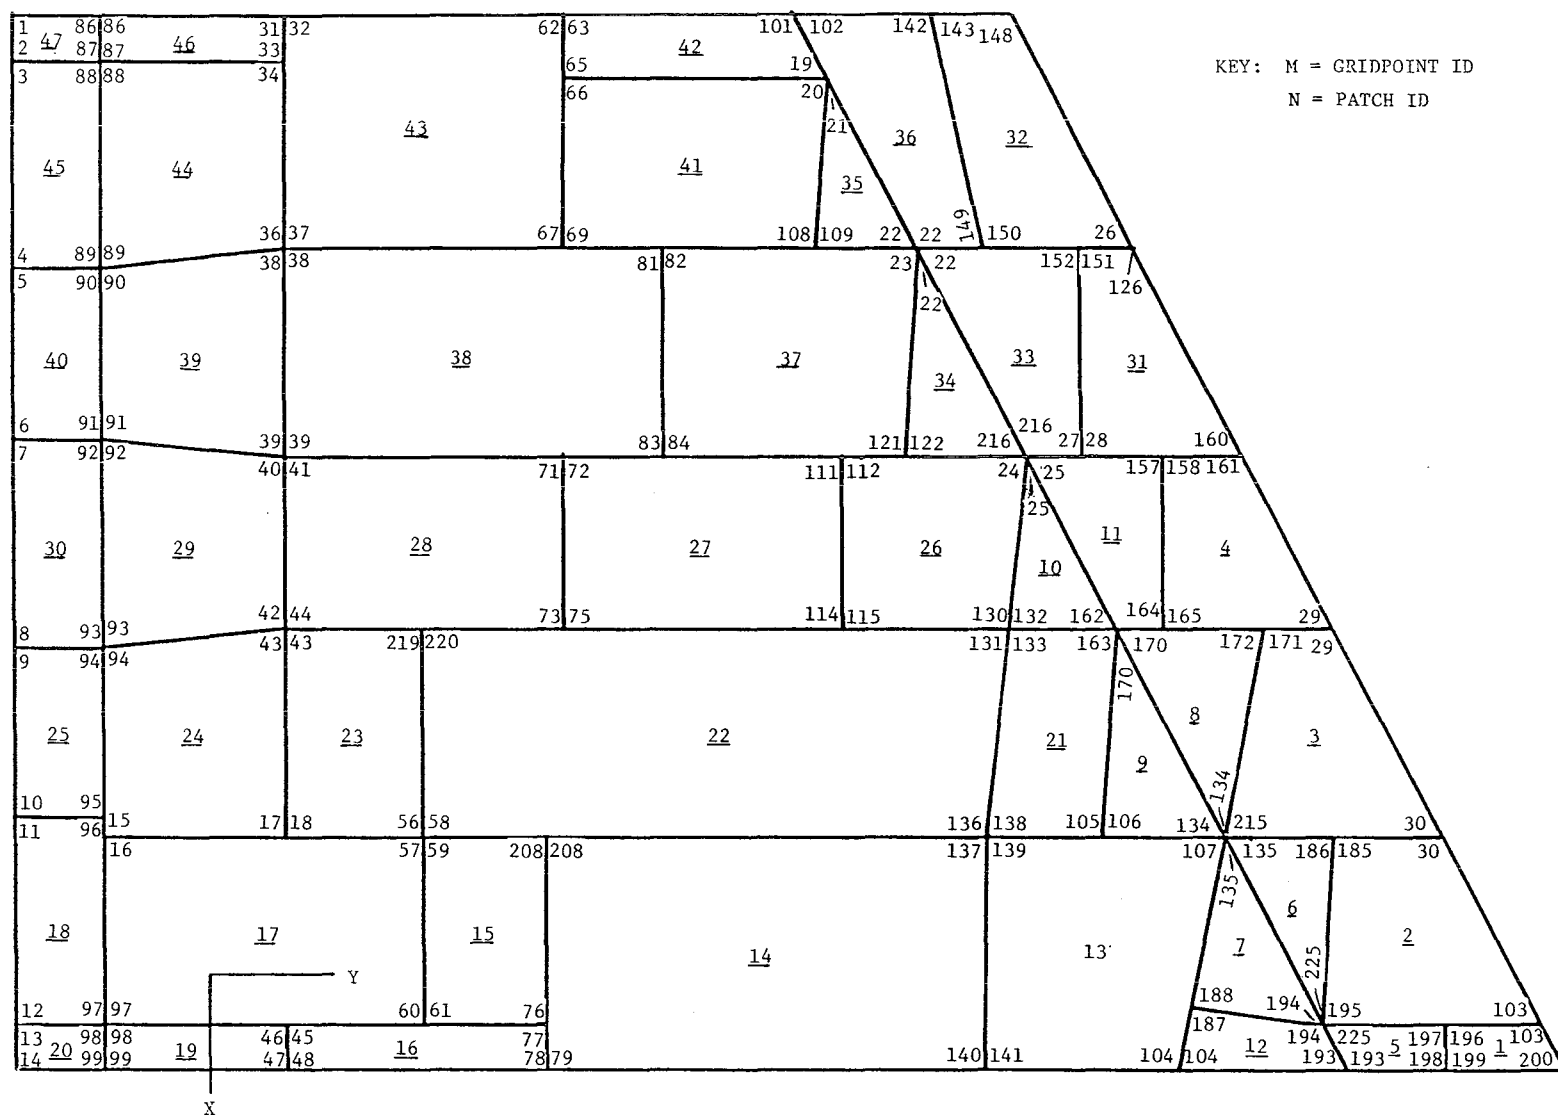 1 86 86 31 32 62 63 101 102 142 143 148
47 46 42
2 87 87 33 65 19
3 88 88 34 66 20
KEY: M = GRIDPOINT ID
N = PATCH ID
21
43 36 32
45 44 41 35
149
4 89 89 36 37 67 69 108 109 22 22 150 26
5 90 90 38 38 81 82 23 22 152 151
126
22
40 39 38 37 34 33 31
6 91 91 39 39 83 84 121 122 216 216 27 28 160
7 92 92 40 41 71 72 111 112 24 25 157 158 161
25
30 29 28 27 26 10 11 4
8 93 93 42 44 73 75 114 115 130 132 162 164 165 29
9 94 94 43 43 219 220 131 133 163 170 172 171 29
170
25 24 23 22 21 9 8 3
134
10 95
11 96 15 17 18 56 58 136 138 105 106 134 215 30
16 57 59 208 208 137 139 107 135 186 185 30
135
18 17 15 14 13 7 6 2
Y
225
12 97 97 60 61 76 188 194 195 103
187
13 98 98 46 45 77 194 225 197 196 103
20 19 16 12 5 1
14 99 99 47 48 78 79 140 141 104 104 193 193 198 199 200
X